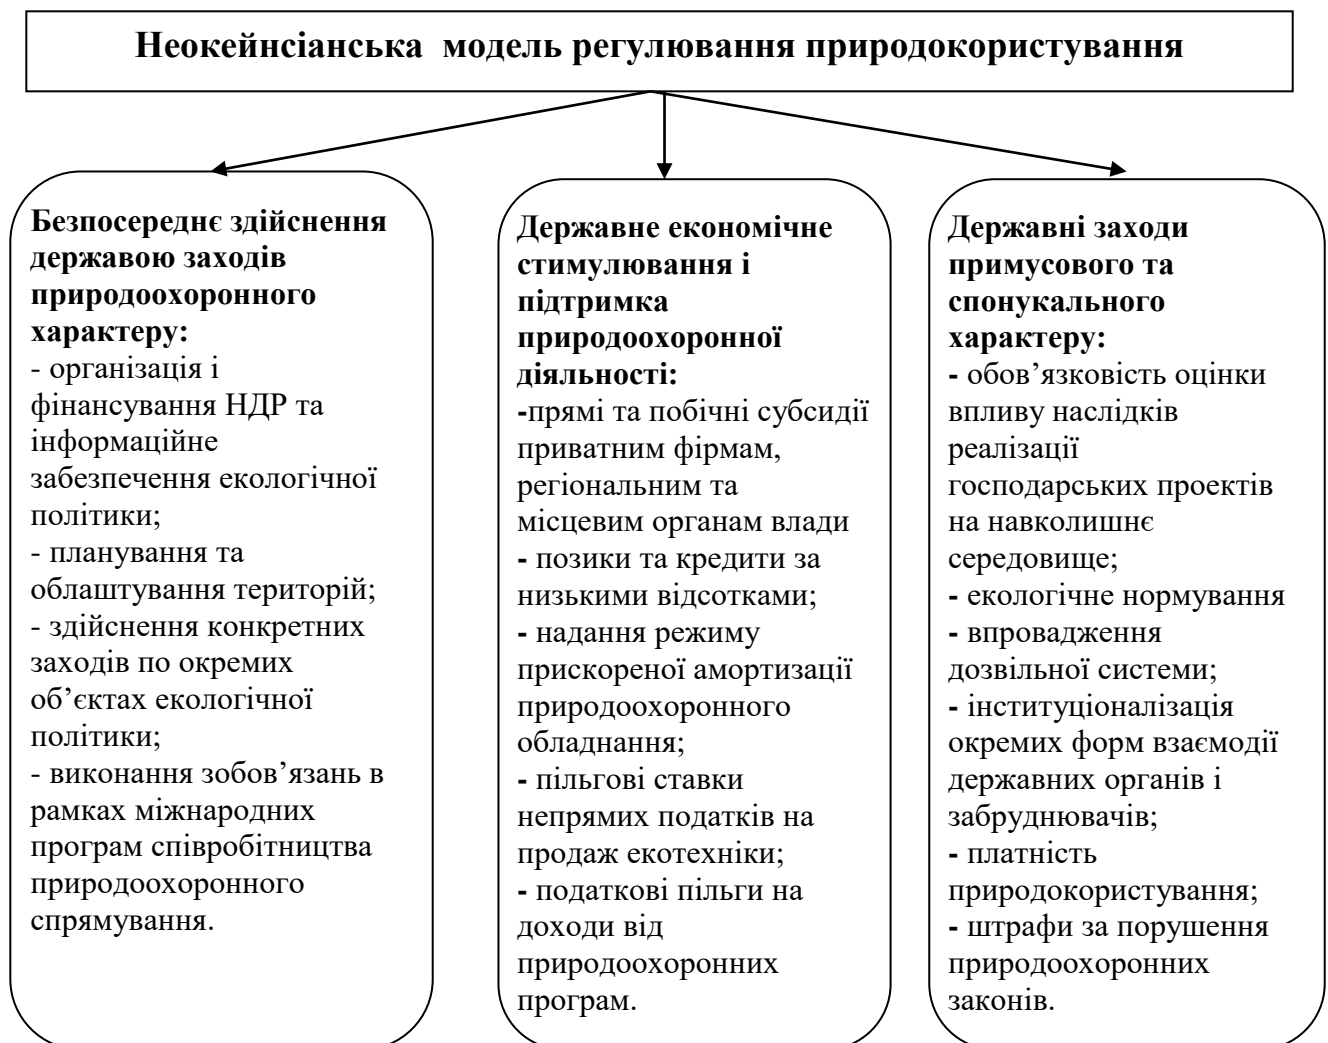 Неокейнсіанська модель регулювання природокористування
Безпосереднє здійснення
державою заходів
природоохоронного
характеру:
- організація і
фінансування НДР та
інформаційне
забезпечення екологічної
політики;
- планування та
облаштування територій;
- здійснення конкретних
заходів по окремих
об’єктах екологічної
політики;
- виконання зобов’язань в
рамках міжнародних
програм співробітництва
природоохоронного
спрямування.
Державне економічне
стимулювання і
підтримка
природоохоронної
діяльності:
-прямі та побічні субсидії
приватним фірмам,
регіональним та
місцевим органам влади
- позики та кредити за
низькими відсотками;
- надання режиму
прискореної амортизації
природоохоронного
обладнання;
- пільгові ставки
непрямих податків на
продаж екотехніки;
- податкові пільги на
доходи від
природоохоронних
програм.
Державні заходи
примусового та
спонукального
характеру:
- обов’язковість оцінки
впливу наслідків
реалізації
господарських проектів
на навколишнє
середовище;
- екологічне нормування
- впровадження
дозвільної системи;
- інституціоналізація
окремих форм взаємодії
державних органів і
забруднювачів;
- платність
природокористування;
- штрафи за порушення
природоохоронних
законів.